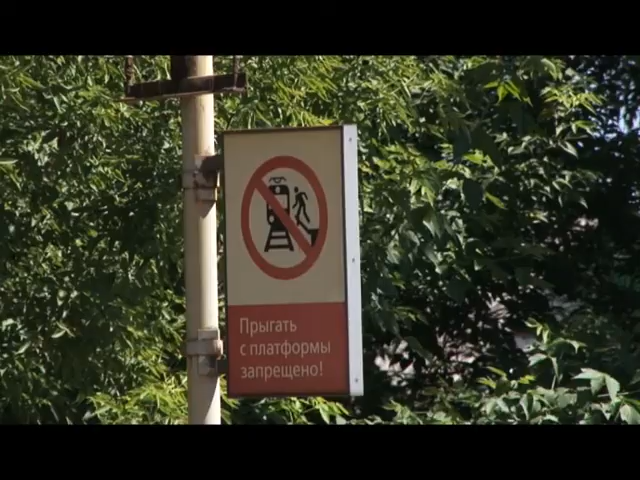 Прыгать
с платформы
запрещено!